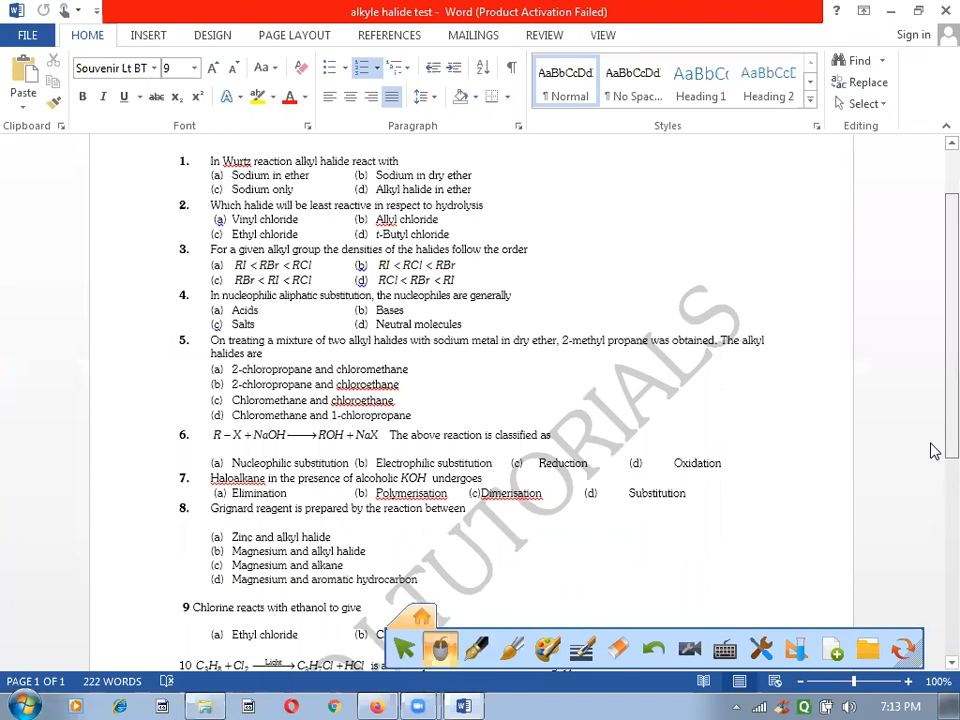 alkyle halide test - Word (Product Activation Failed)
FILE HOME INSERT DESIGN PAGE LAYOUT REFERENCES MAILINGS REVIEW VIEW Sign in
Souvenir Lt BT 9 Aa
Paste
B I U abc x₂ x² A A
AaBbCcDd AaBbCcDd AaBbCc AaBbCcD
¶ Normal ¶ No Spac... Heading 1 Heading 2
Find
Replace
Select
Clipboard Font Paragraph Styles Editing
1. In Wurtz reaction alkyl halide react with
(a) Sodium in ether (b) Sodium in dry ether
(c) Sodium only (d) Alkyl halide in ether
2. Which halide will be least reactive in respect to hydrolysis
(a) Vinyl chloride (b) Allyl chloride
(c) Ethyl chloride (d) t-Butyl chloride
3. For a given alkyl group the densities of the halides follow the order
(a) RI < RBr < RCl (b) RI < RCl < RBr
(c) RBr < RI < RCl (d) RCl < RBr < RI
4. In nucleophilic aliphatic substitution, the nucleophiles are generally
(a) Acids (b) Bases
(c) Salts (d) Neutral molecules
5. On treating a mixture of two alkyl halides with sodium metal in dry ether, 2-methyl propane was obtained. The alkyl
halides are
(a) 2-chloropropane and chloromethane
(b) 2-chloropropane and chloroethane
(c) Chloromethane and chloroethane
(d) Chloromethane and 1-chloropropane
6. R – X + NaOH ⟶ ROH + NaX The above reaction is classified as
(a) Nucleophilic substitution (b) Electrophilic substitution (c) Reduction (d) Oxidation
7. Haloalkane in the presence of alcoholic KOH undergoes
(a) Elimination (b) Polymerisation (c)Dimerisation (d) Substitution
8. Grignard reagent is prepared by the reaction between
(a) Zinc and alkyl halide
(b) Magnesium and alkyl halide
(c) Magnesium and alkane
(d) Magnesium and aromatic hydrocarbon
9 Chlorine reacts with ethanol to give
(a) Ethyl chloride (b) C
10 C₂H₆ + Cl₂ Light⟶ C₂H₅Cl + HCl is a
TUTORIALS
PAGE 1 OF 1 222 WORDS 100%
7:13 PM